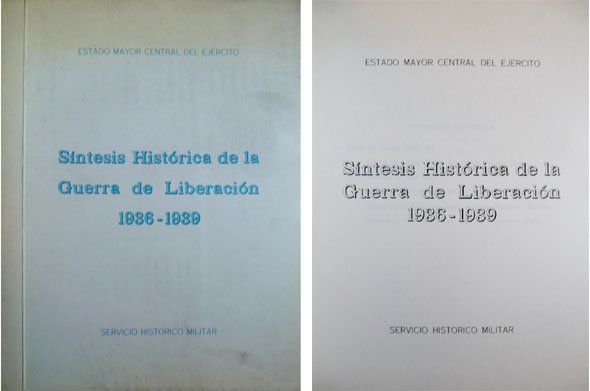 ESTADO MAYOR CENTRAL DEL EJERCITO
Síntesis Histórica de la
Guerra de Liberación
1936-1939
SERVICIO HISTORICO MILITAR
ESTADO MAYOR CENTRAL DEL EJERCITO
Síntesis Histórica de la
Guerra de Liberación
1936-1939
SERVICIO HISTORICO MILITAR